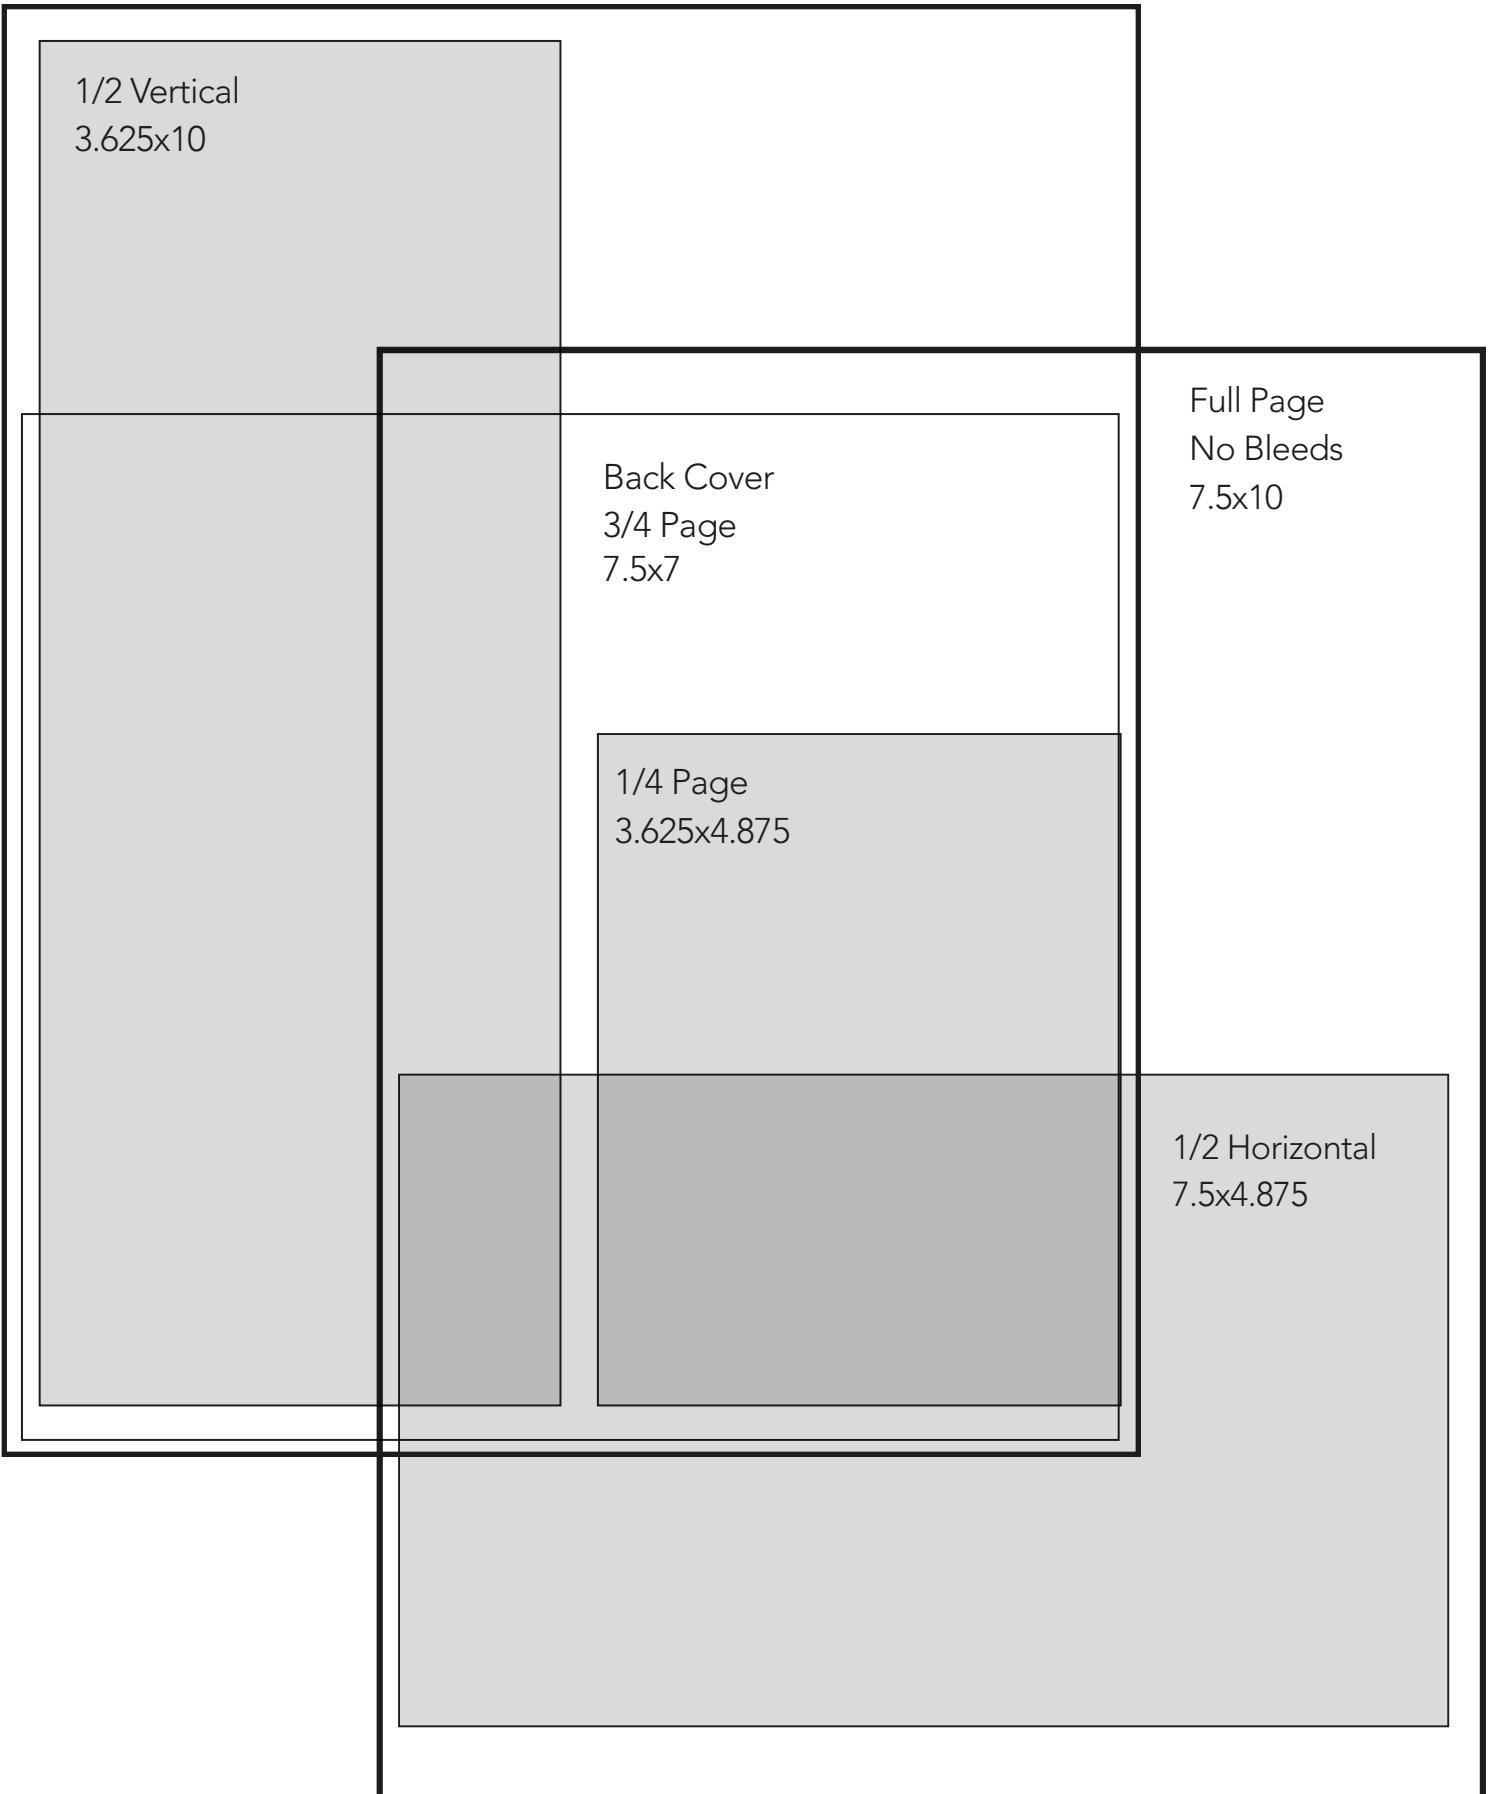 1/2 Vertical
3.625x10
Full Page
No Bleeds
7.5x10
Back Cover
3/4 Page
7.5x7
1/4 Page
3.625x4.875
1/2 Horizontal
7.5x4.875